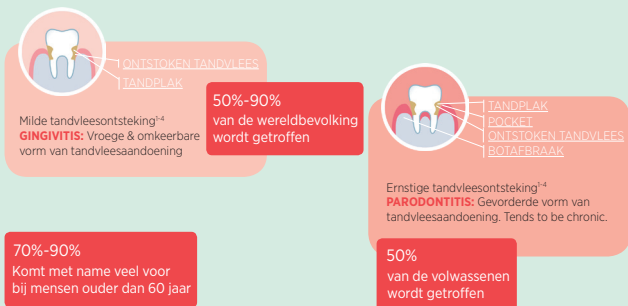 ONTSTOKEN TANDVLEES
TANDPLAK
Milde tandvleesontsteking¹⁻⁴
GINGIVITIS: Vroege & omkeerbare
vorm van tandvleesaandoening
50%-90%
van de wereldbevolking
wordt getroffen
TANDPLAK
POCKET
ONTSTOKEN TANDVLEES
BOTAFBRAAK
Ernstige tandvleesontsteking¹⁻⁴
PARODONTITIS: Gevorderde vorm van
tandvleesaandoening. Tends to be chronic.
70%-90%
Komt met name veel voor
bij mensen ouder dan 60 jaar
50%
van de volwassenen
wordt getroffen